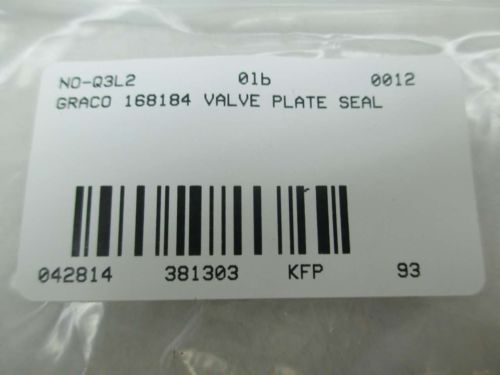 NO-Q3L2 01b 0012
GRACO 168184 VALVE PLATE SEAL
042814 381303 KFP 93